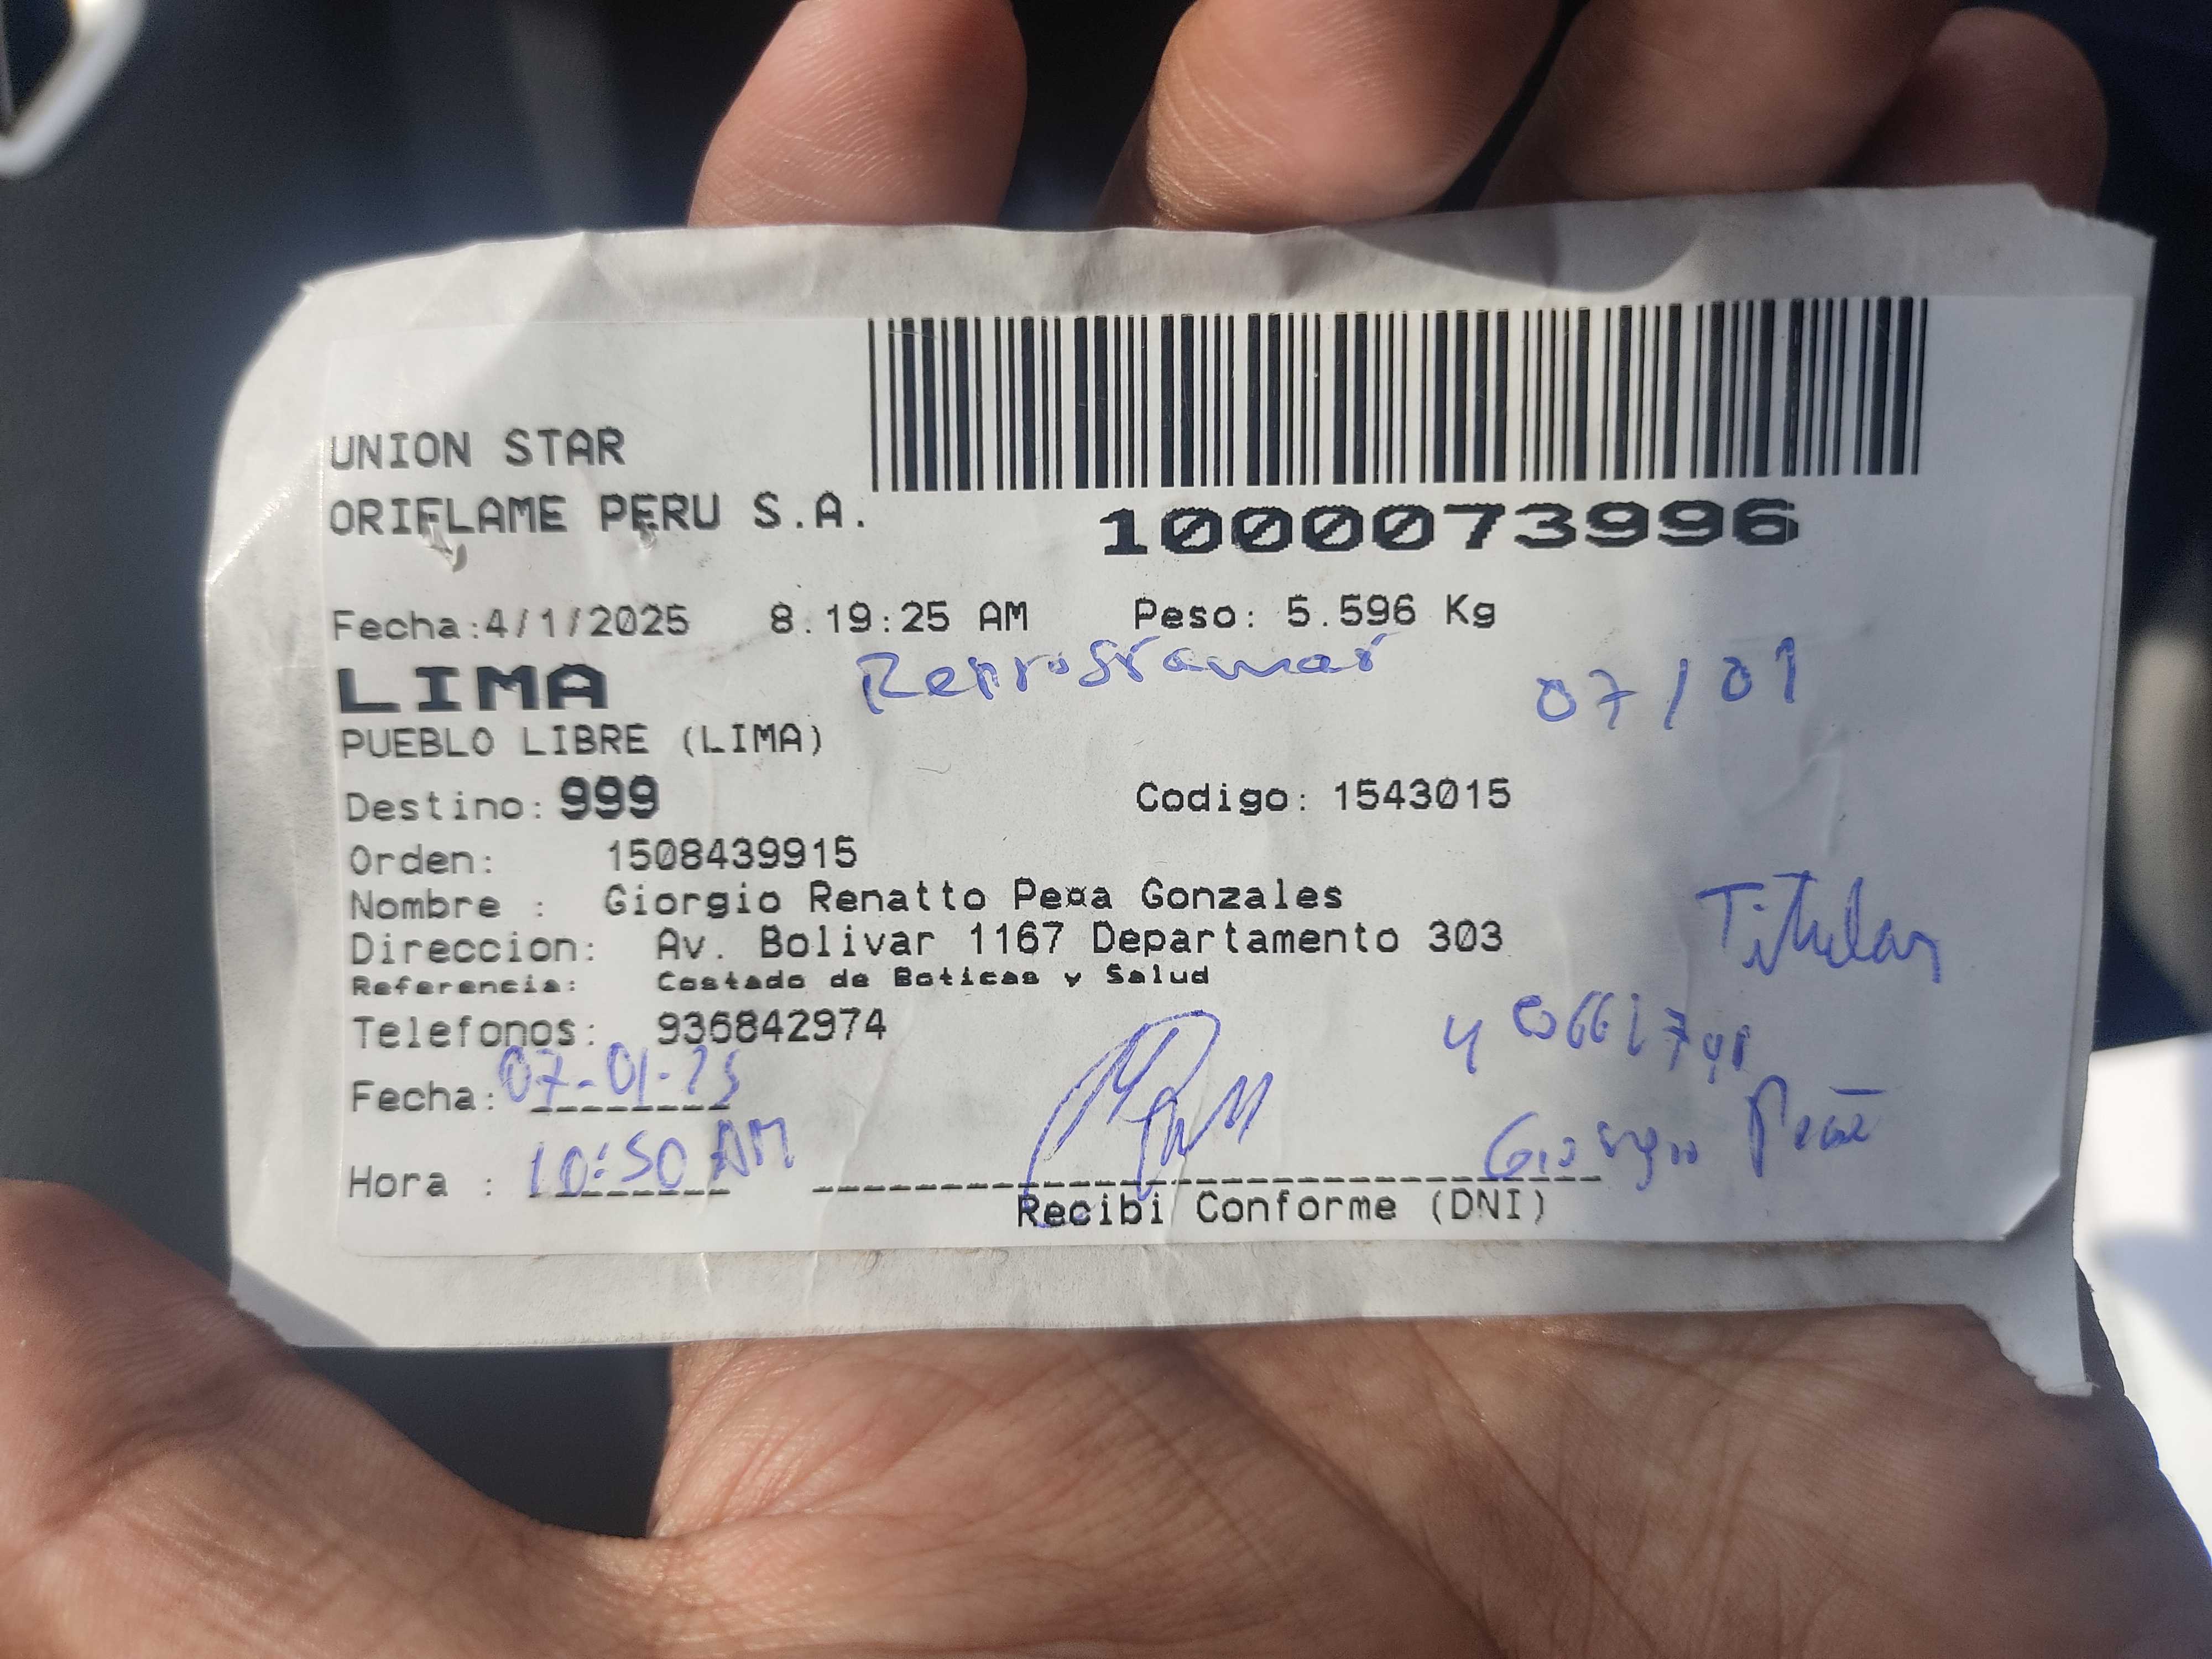 UNION STAR
ORIFLAME PERU S.A.
1000073996
Fecha:4/1/2025 8.19:25 AM Peso: 5.596 Kg
LIMA Reprogramar 07/01
PUEBLO LIBRE (LIMA)
Destino: 999 Codigo: 1543015
Orden: 1508439915
Nombre : Giorgio Renatto Peña Gonzales
Direccion: Av. Bolivar 1167 Departamento 303
Titular
Referencia: Costado de Boticas y Salud
Telefonos: 936842974
Fecha: 07-01-25
Giorgio Peña
Hora : 10:50 AM
Recibi Conforme (DNI)